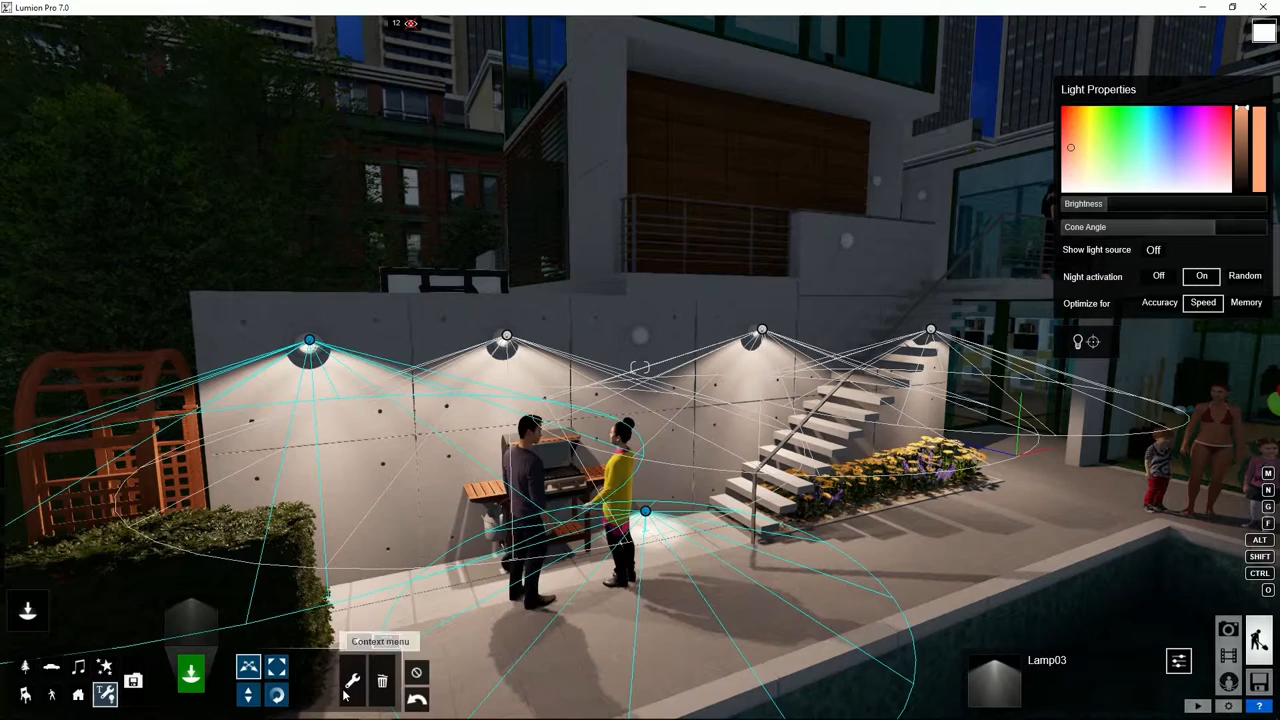 Lumion Pro 7.0
12
Light Properties
Brightness
Cone Angle
Show light source Off
Night activation Off On Random
Optimize for Accuracy Speed Memory
M
N
G
F
ALT
SHIFT
CTRL
O
Context menu
Lamp03
?